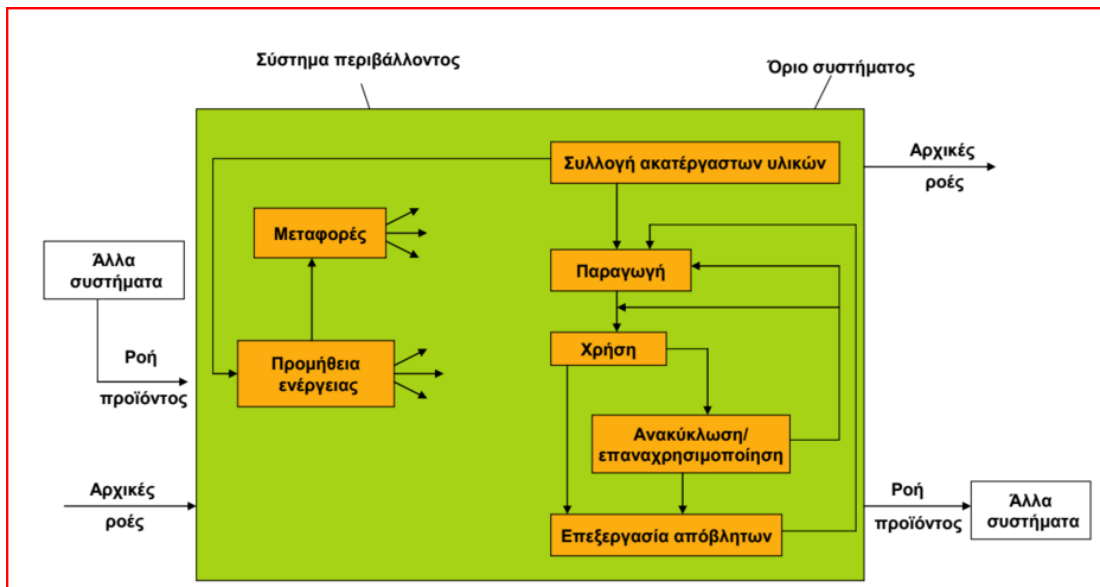 Σύστημα περιβάλλοντος
Όριο συστήματος
Συλλογή ακατέργαστων υλικών
Αρχικές
ροές
Μεταφορές
Άλλα
συστήματα
Παραγωγή
Ροή
προϊόντος
Προμήθεια
ενέργειας
Χρήση
Ανακύκλωση/
επαναχρησιμοποίηση
Αρχικές
ροές
Επεξεργασία απόβλητων
Ροή
προϊόντος
Άλλα
συστήματα